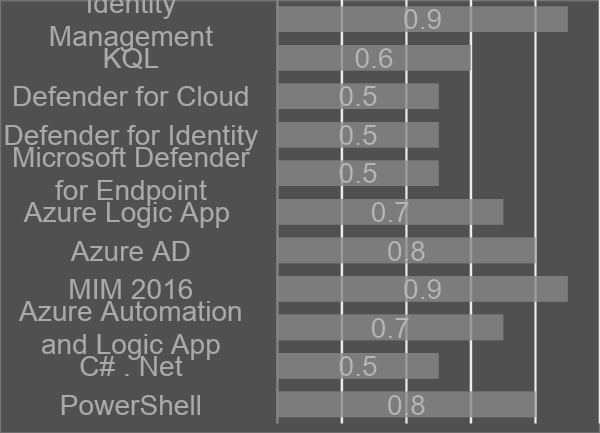 Identity
Management
0.9
KQL
0.6
Defender for Cloud
0.5
Defender for Identity
0.5
Microsoft Defender
for Endpoint
0.5
Azure Logic App
0.7
Azure AD
0.8
MIM 2016
0.9
Azure Automation
and Logic App
0.7
C# . Net
0.5
PowerShell
0.8